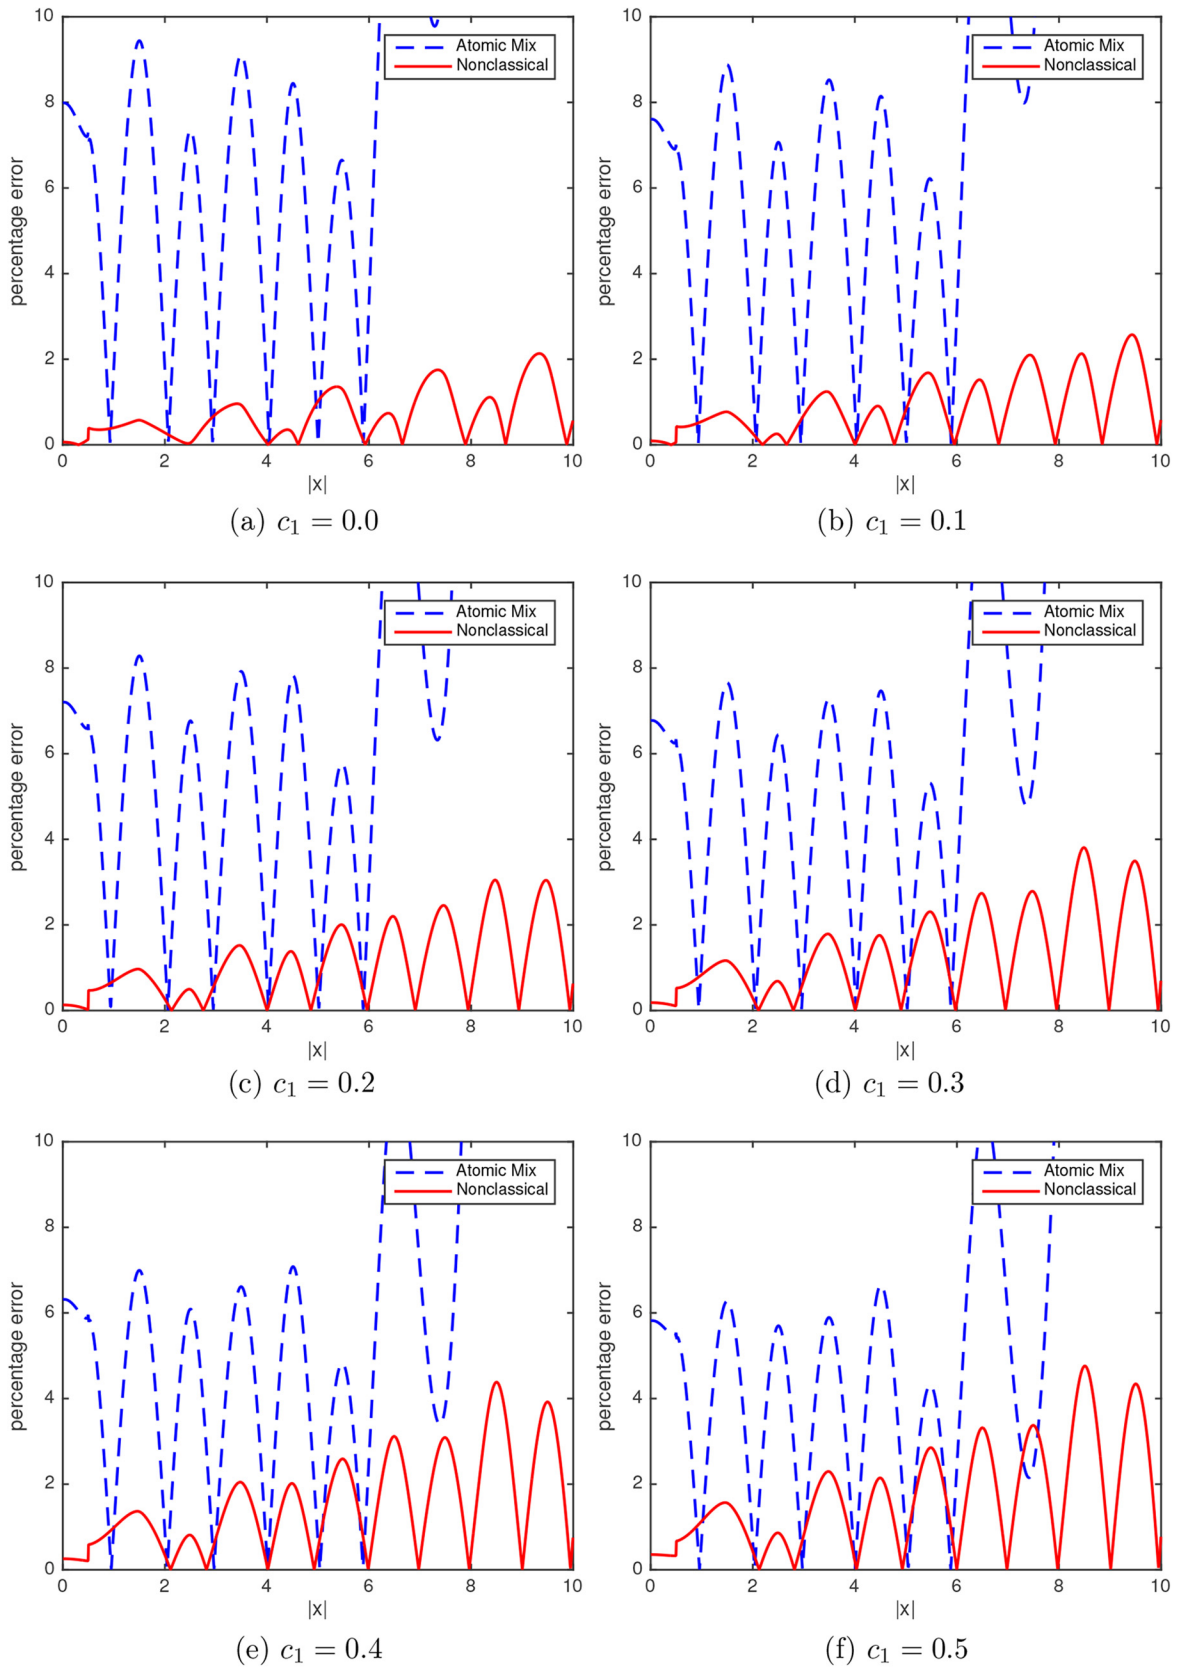 10
8
6
4
2
0
percentage error
Atomic Mix
Nonclassical
0 2 4 6 8 10
|x|
(a) c₁ = 0.0
10
8
6
4
2
0
percentage error
Atomic Mix
Nonclassical
0 2 4 6 8 10
|x|
(b) c₁ = 0.1
10
8
6
4
2
0
percentage error
Atomic Mix
Nonclassical
0 2 4 6 8 10
|x|
(c) c₁ = 0.2
10
8
6
4
2
0
percentage error
Atomic Mix
Nonclassical
0 2 4 6 8 10
|x|
(d) c₁ = 0.3
10
8
6
4
2
0
percentage error
Atomic Mix
Nonclassical
0 2 4 6 8 10
|x|
(e) c₁ = 0.4
10
8
6
4
2
0
percentage error
Atomic Mix
Nonclassical
0 2 4 6 8 10
|x|
(f) c₁ = 0.5